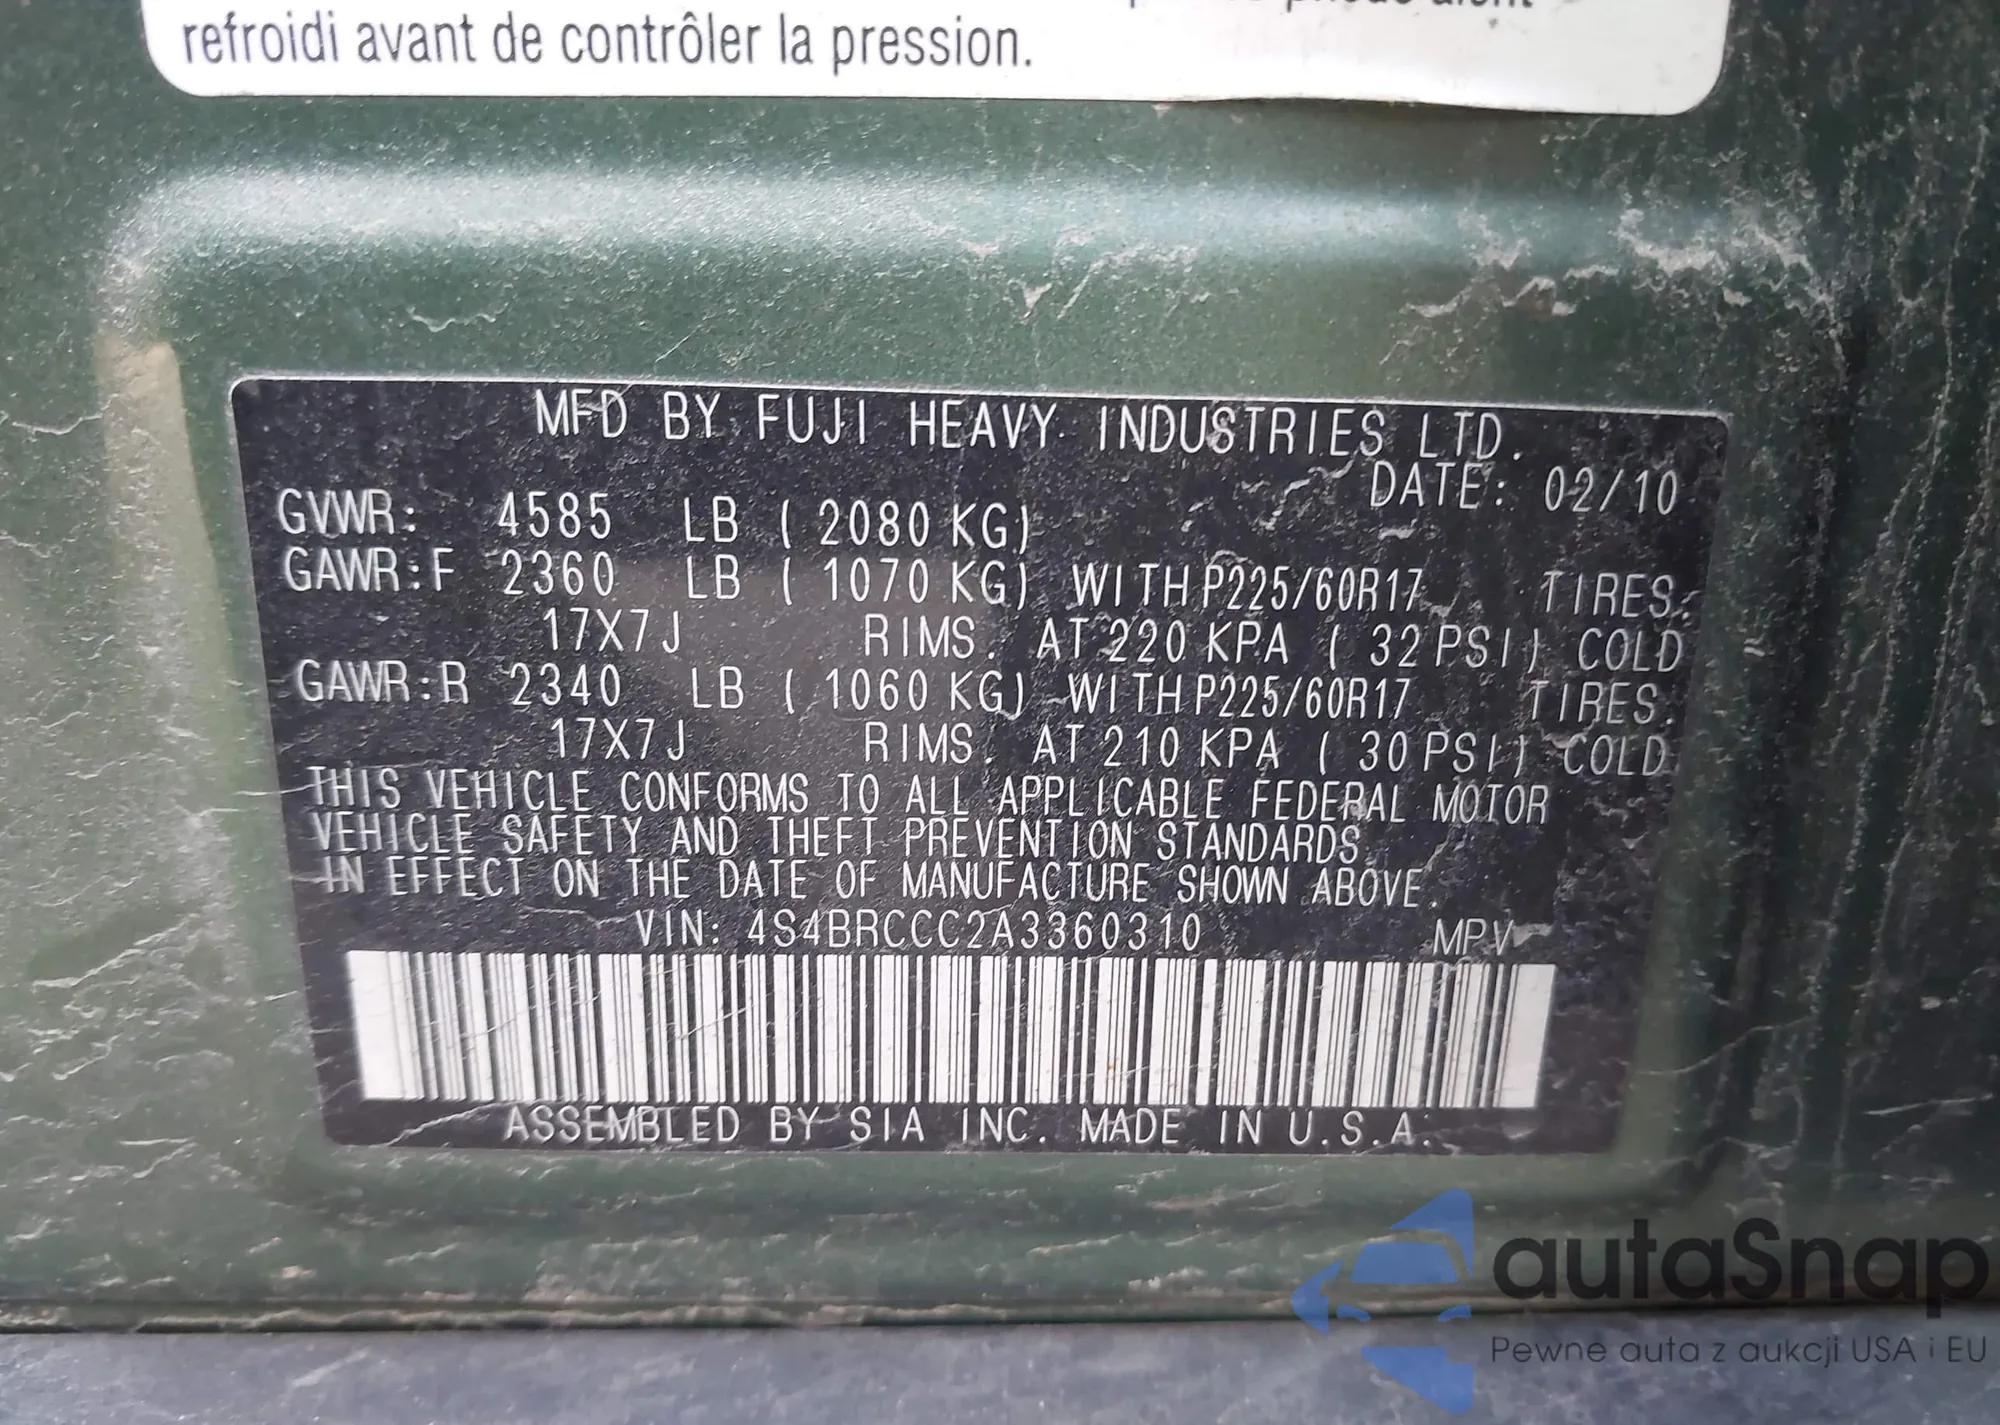 refroidi avant de contrôler la pression.
MFD BY FUJI HEAVY INDUSTRIES LTD.
DATE: 02/10
GVWR: 4585 LB ( 2080 KG)
GAWR:F 2360 LB ( 1070 KG) WITH P225/60R17 TIRES.
17X7J RIMS. AT 220 KPA ( 32 PSI) COLD
GAWR:R 2340 LB ( 1060 KG) WITH P225/60R17 TIRES.
17X7J RIMS. AT 210 KPA ( 30 PSI) COLD
THIS VEHICLE CONFORMS TO ALL APPLICABLE FEDERAL MOTOR
VEHICLE SAFETY AND THEFT PREVENTION STANDARDS
IN EFFECT ON THE DATE OF MANUFACTURE SHOWN ABOVE.
VIN: 4S4BRCCC2A3360310 MPV
ASSEMBLED BY SIA INC. MADE IN U.S.A.
autaSnap
Pewne auta z aukcji USA i EU